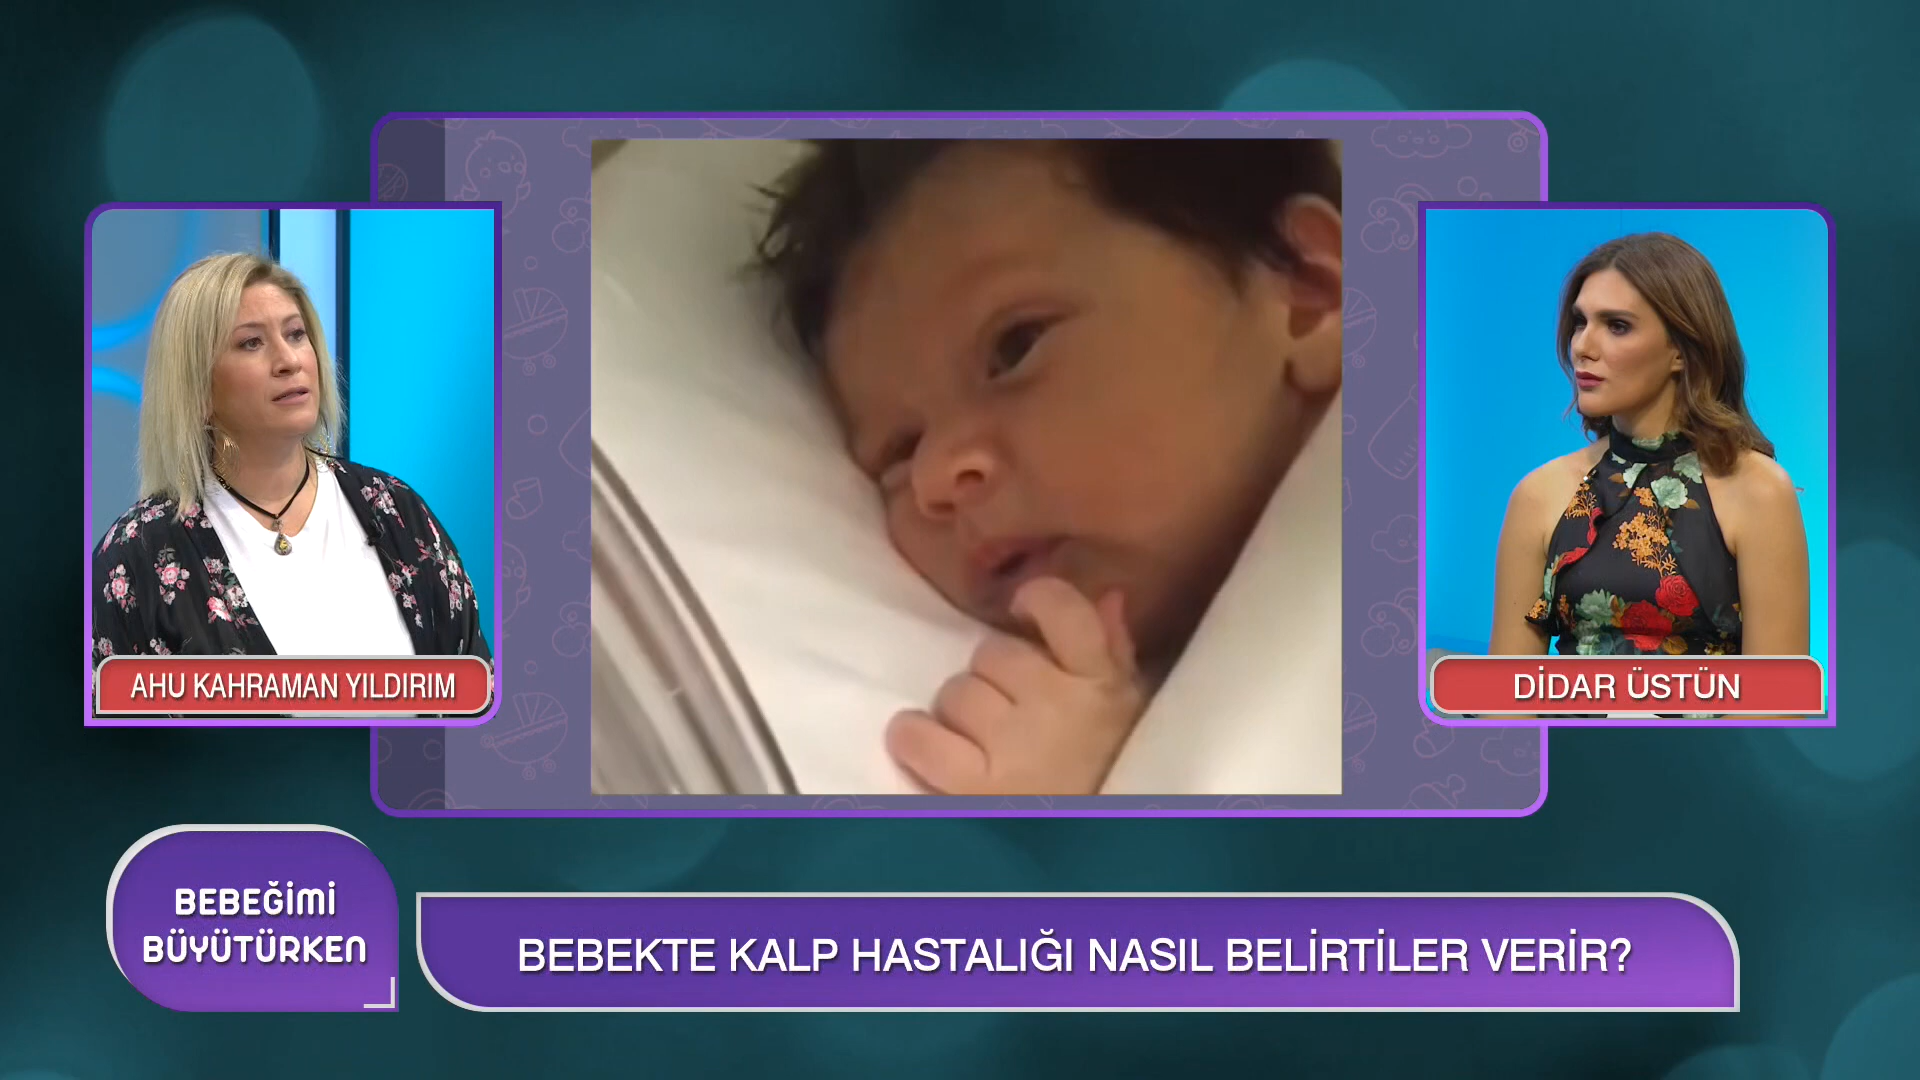 AHU KAHRAMAN YILDIRIM
DİDAR ÜSTÜN
BEBEĞİMİ
BÜYÜTÜRKEN
BEBEKTE KALP HASTALIĞI NASIL BELİRTİLER VERİR?